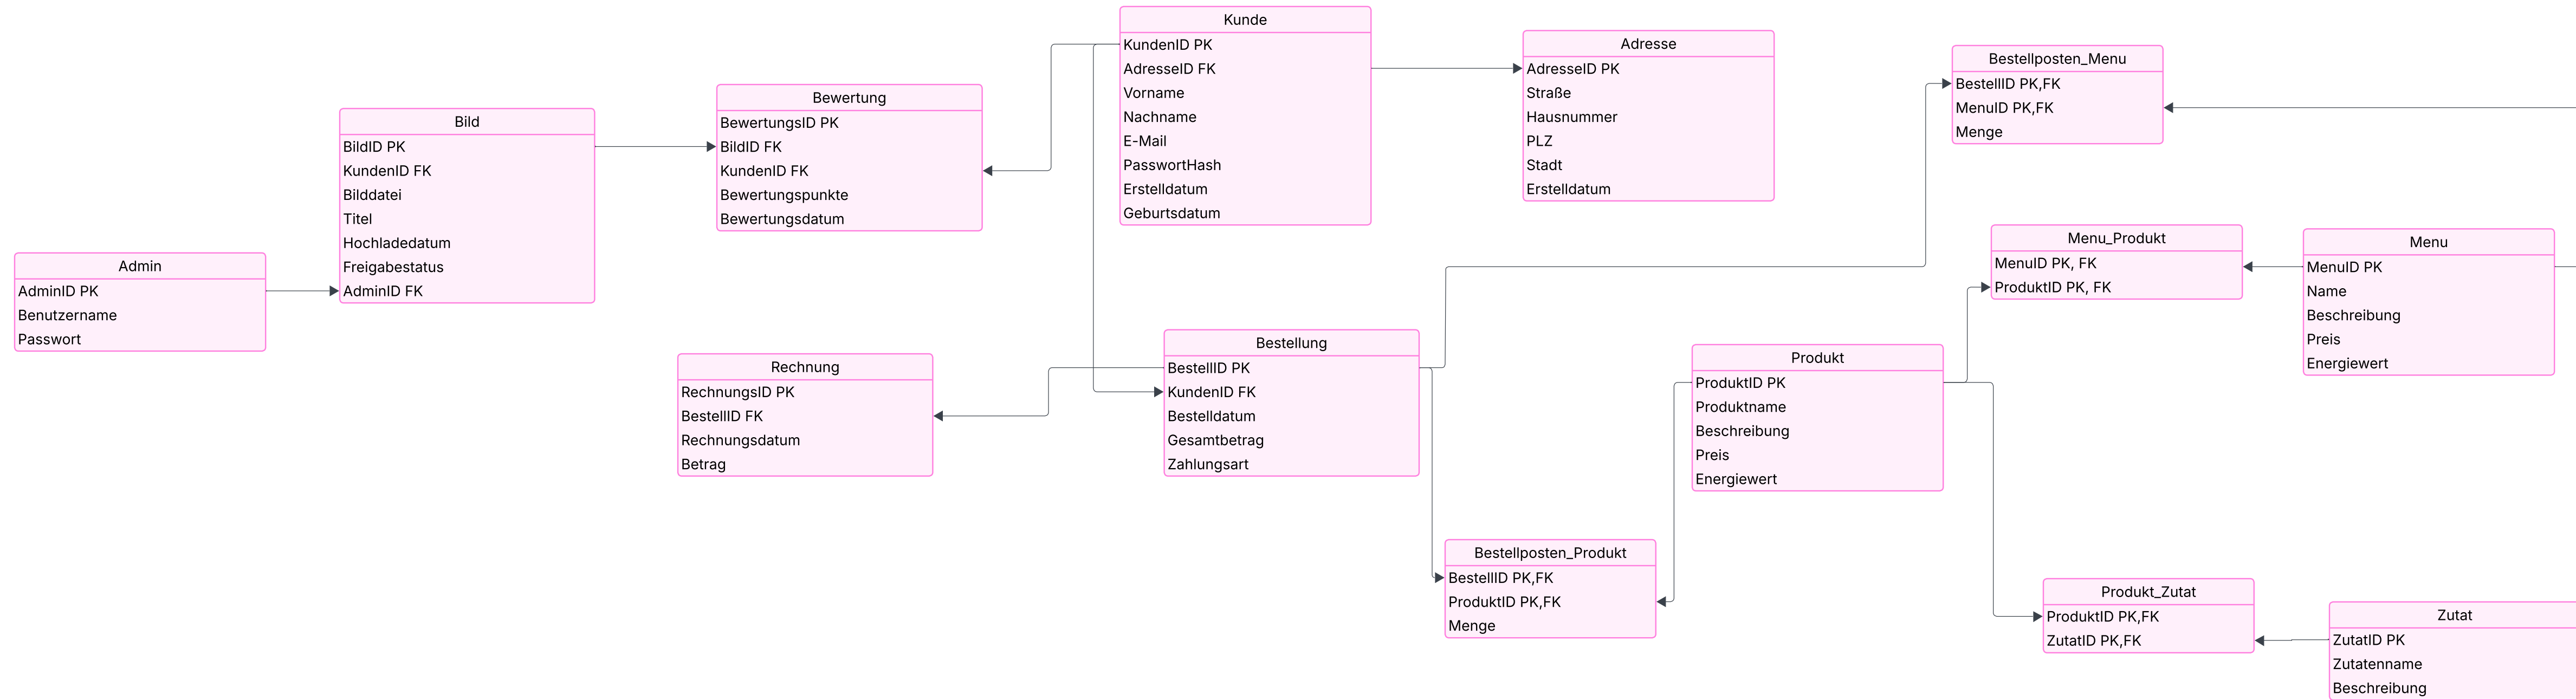 Kunde
KundenID PK
AdresseID FK
Vorname
Nachname
E-Mail
PasswortHash
Erstelldatum
Geburtsdatum
Adresse
AdresseID PK
Straße
Hausnummer
PLZ
Stadt
Erstelldatum
Bestellposten_Menu
BestellID PK,FK
MenuID PK,FK
Menge
Bewertung
BewertungsID PK
BildID FK
KundenID FK
Bewertungspunkte
Bewertungsdatum
Bild
BildID PK
KundenID FK
Bilddatei
Titel
Hochladedatum
Freigabestatus
AdminID FK
Admin
AdminID PK
Benutzername
Passwort
Menu_Produkt
MenuID PK, FK
ProduktID PK, FK
Menu
MenuID PK
Name
Beschreibung
Preis
Energiewert
Rechnung
RechnungsID PK
BestellID FK
Rechnungsdatum
Betrag
Bestellung
BestellID PK
KundenID FK
Bestelldatum
Gesamtbetrag
Zahlungsart
Produkt
ProduktID PK
Produktname
Beschreibung
Preis
Energiewert
Bestellposten_Produkt
BestellID PK,FK
ProduktID PK,FK
Menge
Produkt_Zutat
ProduktID PK,FK
ZutatID PK,FK
Zutat
ZutatID PK
Zutatenname
Beschreibung